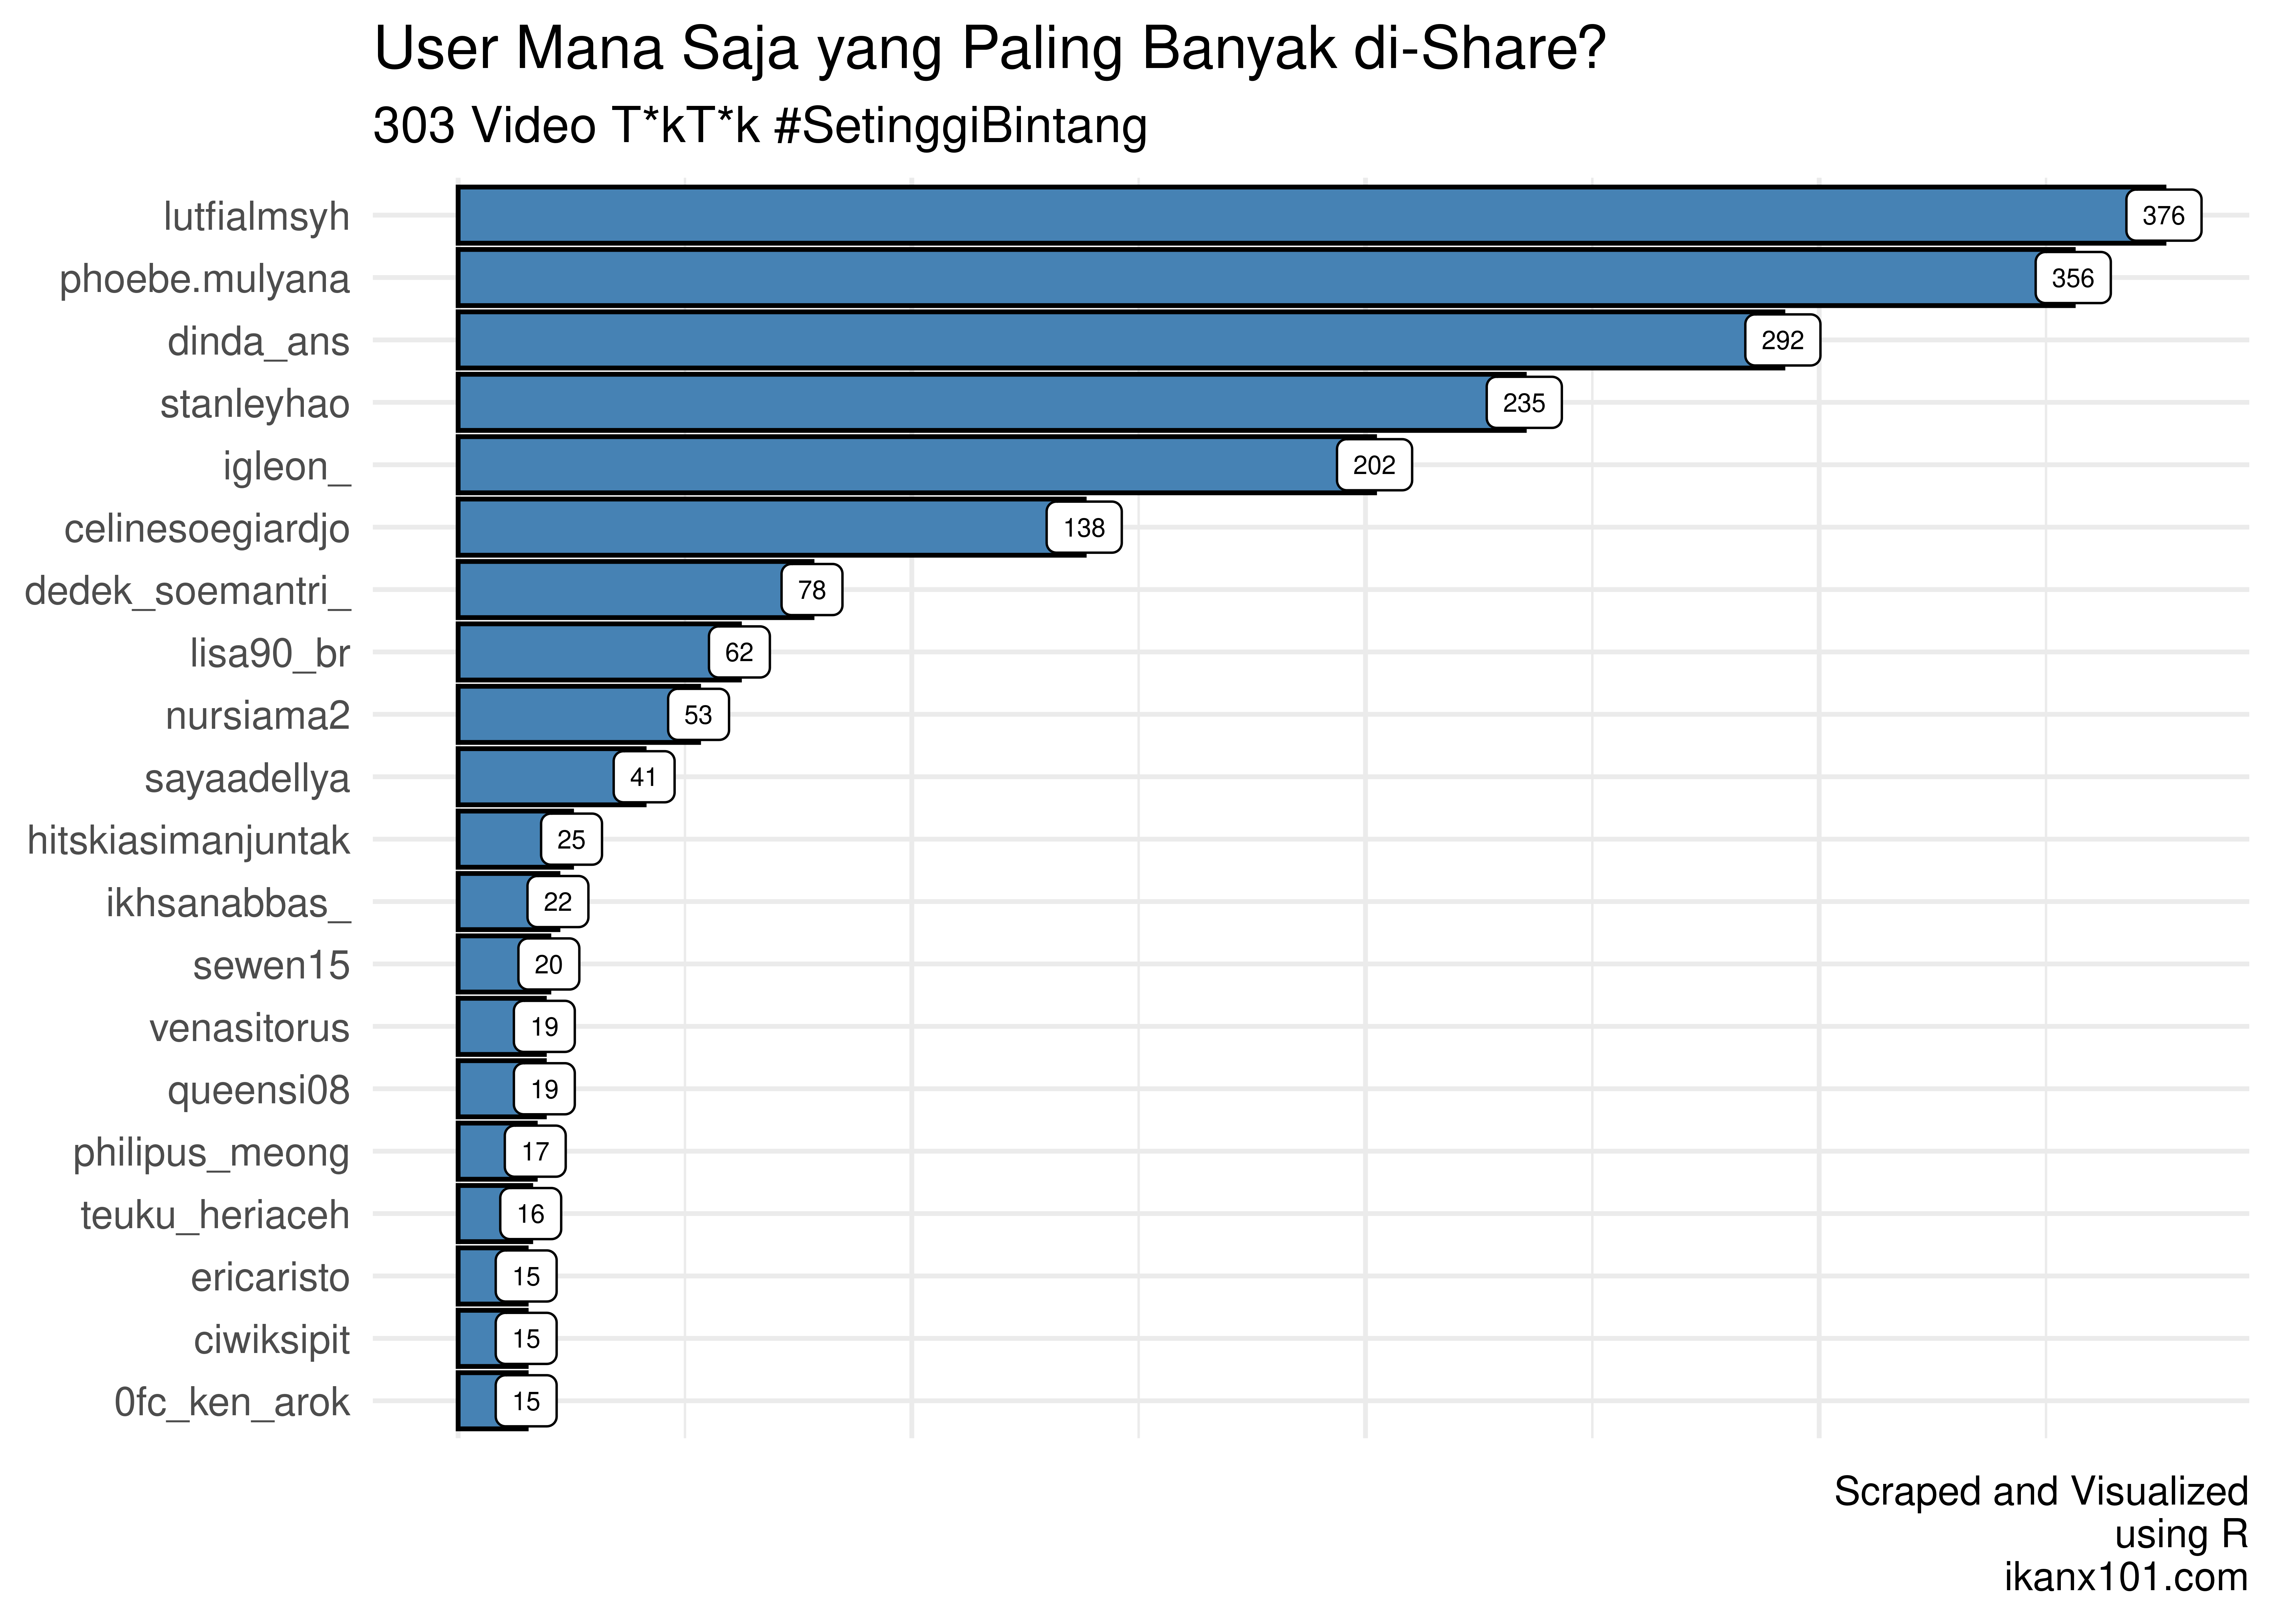 User Mana Saja yang Paling Banyak di-Share?
303 Video T*kT*k #SetinggiBintang
lutfialmsyh 376
phoebe.mulyana 356
dinda_ans 292
stanleyhao 235
igleon_ 202
celinesoegiardjo 138
dedek_soemantri_ 78
lisa90_br 62
nursiama2 53
sayaadellya 41
hitskiasimanjuntak 25
ikhsanabbas_ 22
sewen15 20
venasitorus 19
queensi08 19
philipus_meong 17
teuku_heriaceh 16
ericaristo 15
ciwiksipit 15
0fc_ken_arok 15
Scraped and Visualized
using R
ikanx101.com